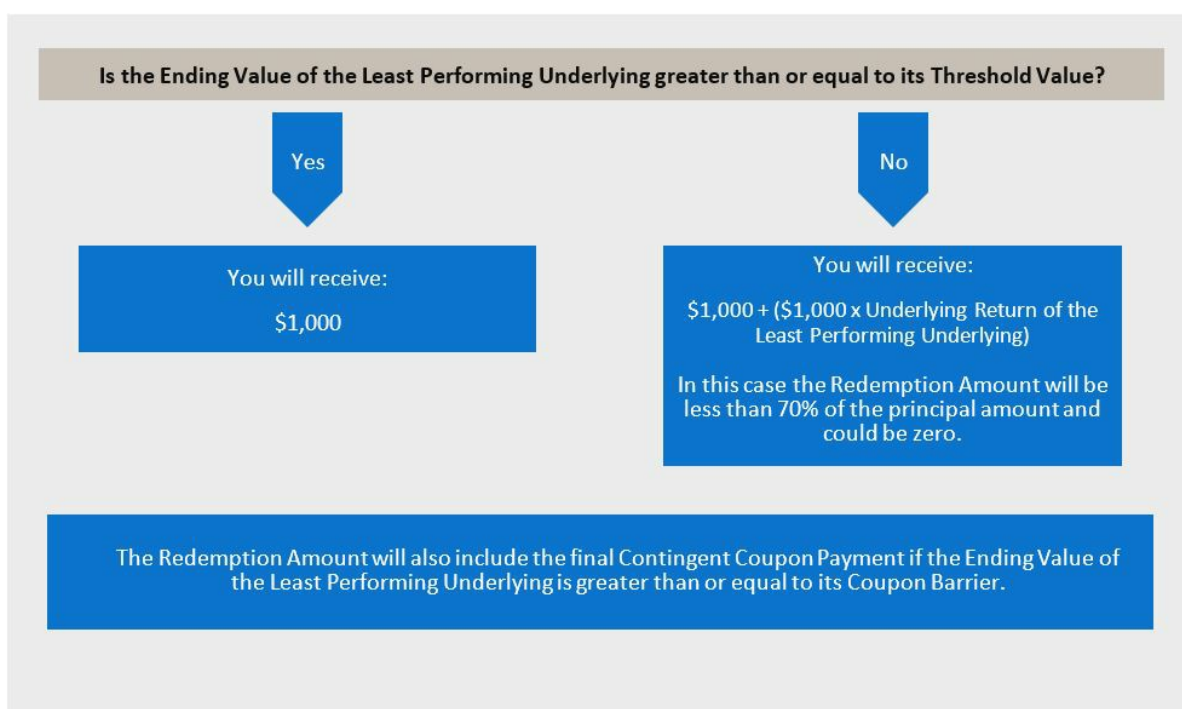 Is the Ending Value of the Least Performing Underlying greater than or equal to its Threshold Value?
Yes
No
You will receive:
$1,000
You will receive:
$1,000 + ($1,000 x Underlying Return of the
Least Performing Underlying)
In this case the Redemption Amount will be
less than 70% of the principal amount and
could be zero.
The Redemption Amount will also include the final Contingent Coupon Payment if the Ending Value of
the Least Performing Underlying is greater than or equal to its Coupon Barrier.